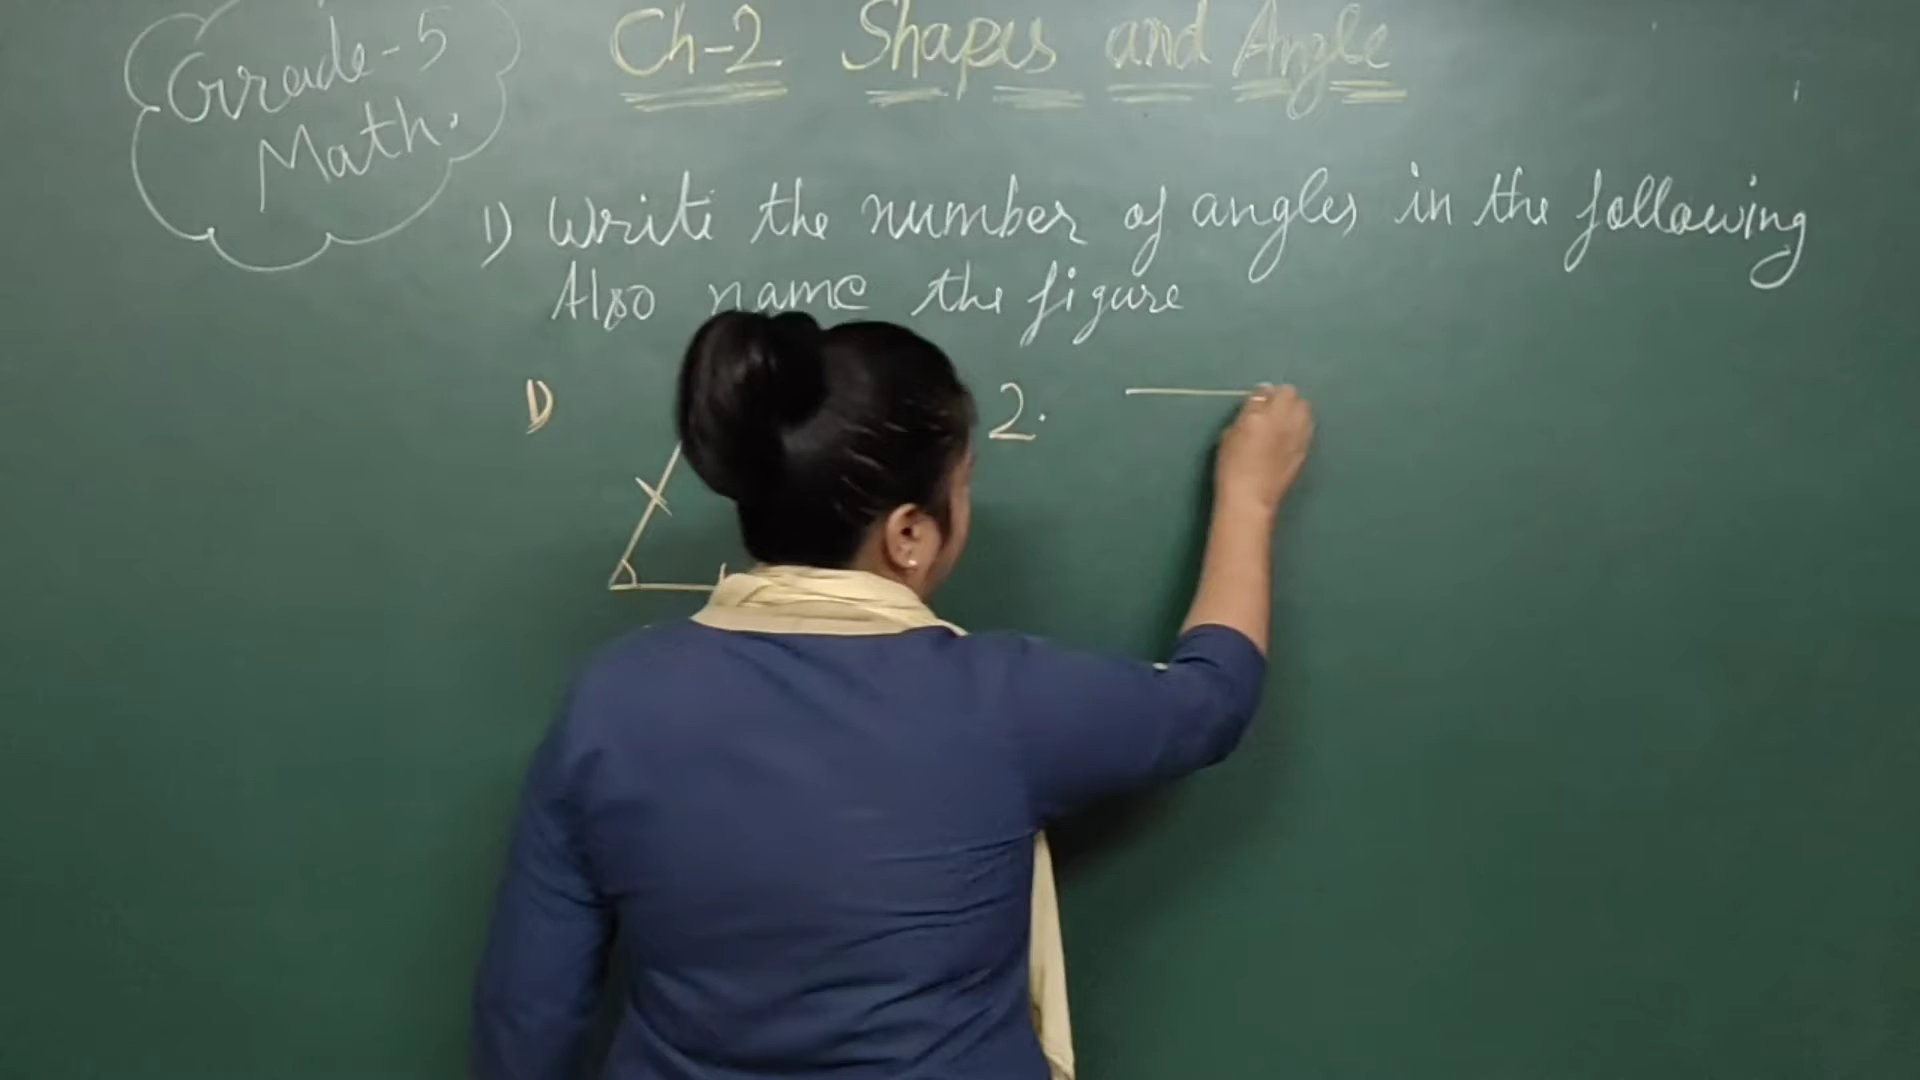 Grade-5
Math.
Ch-2 Shapes and Angle
1) Write the number of angles in the following
Also name the figure
1)
2.